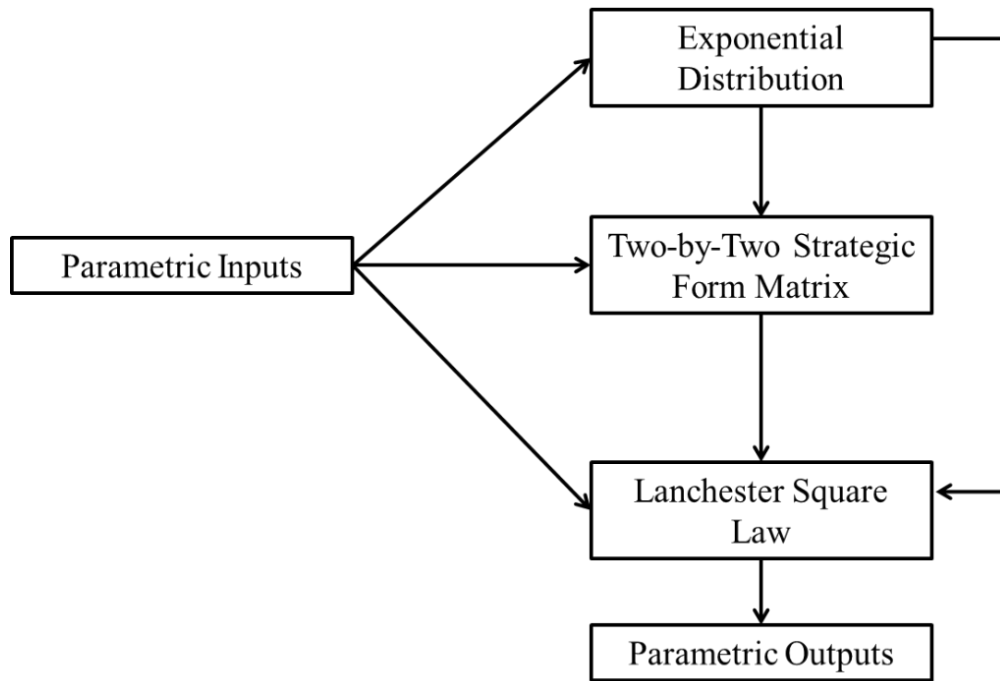 Exponential
Distribution
Parametric Inputs
Two-by-Two Strategic
Form Matrix
Lanchester Square
Law
Parametric Outputs